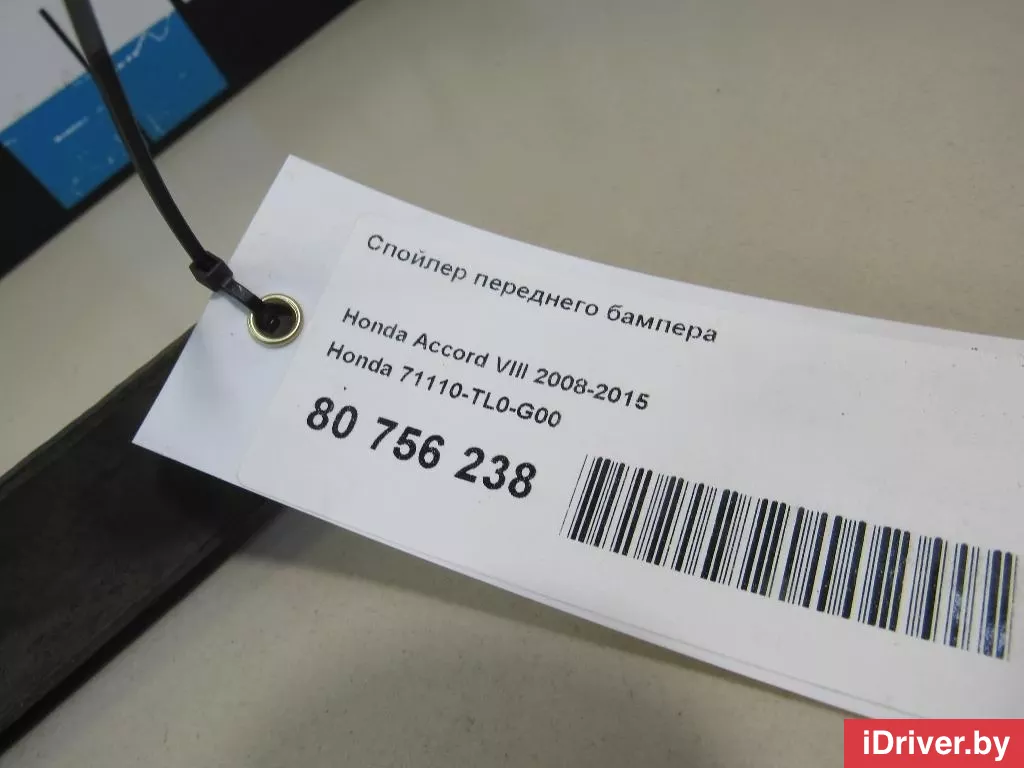 Спойлер переднего бампера
Honda Accord VIII 2008-2015
Honda 71110-TL0-G00
80 756 238
iDriver.by